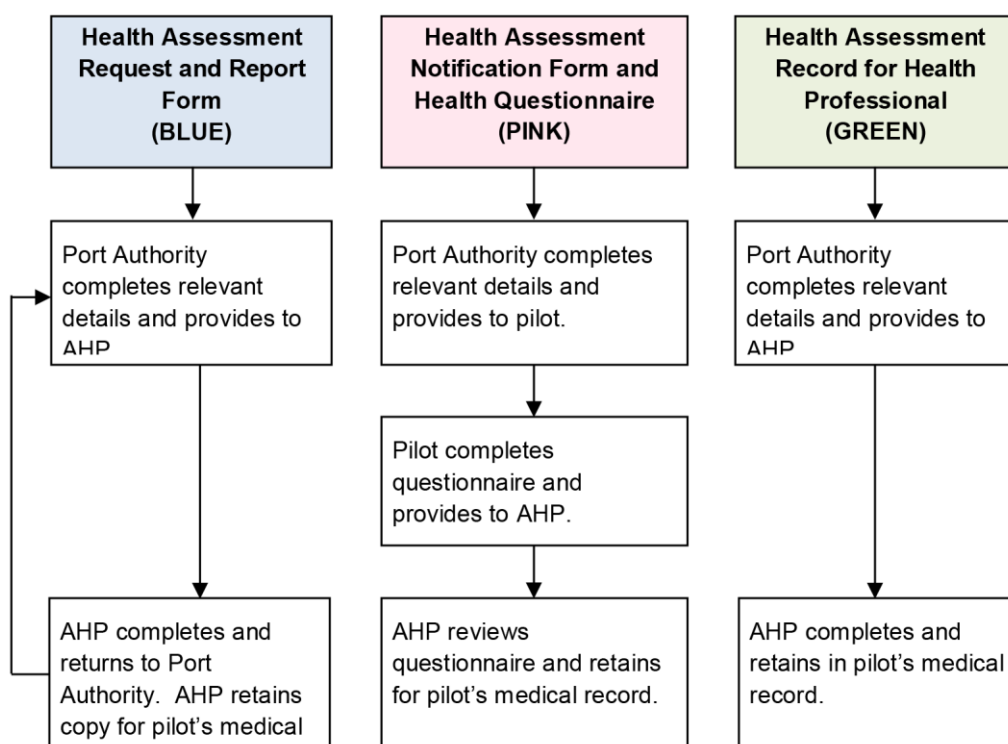 Health Assessment
Request and Report
Form
(BLUE)
Health Assessment
Notification Form and
Health Questionnaire
(PINK)
Health Assessment
Record for Health
Professional
(GREEN)
Port Authority
completes relevant
details and provides to
AHP
Port Authority completes
relevant details and
provides to pilot.
Port Authority
completes relevant
details and provides to
AHP
Pilot completes
questionnaire and
provides to AHP.
AHP completes and
returns to Port
Authority.  AHP retains
copy for pilot’s medical
AHP reviews
questionnaire and retains
for pilot’s medical record.
AHP completes and
retains in pilot’s medical
record.